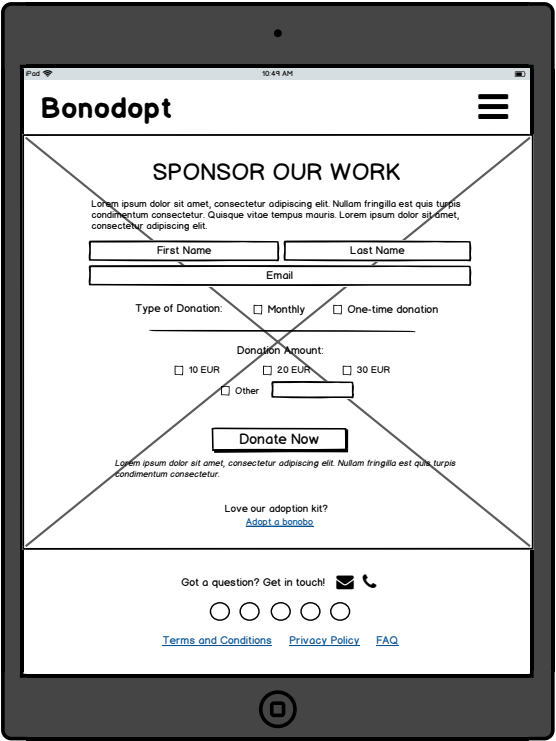 iPad 10:49 AM
Bonodopt
SPONSOR OUR WORK
Lorem ipsum dolor sit amet, consectetur adipiscing elit. Nullam fringilla est quis turpis
condimentum consectetur. Quisque vitae tempus mauris. Lorem ipsum dolor sit amet,
consectetur adipiscing elit.
First Name Last Name
Email
Type of Donation: Monthly One-time donation
Donation Amount:
10 EUR 20 EUR 30 EUR
Other
Donate Now
Lorem ipsum dolor sit amet, consectetur adipiscing elit. Nullam fringilla est quis turpis
condimentum consectetur.
Love our adoption kit?
Adopt a bonobo
Got a question? Get in touch!
Terms and Conditions Privacy Policy FAQ